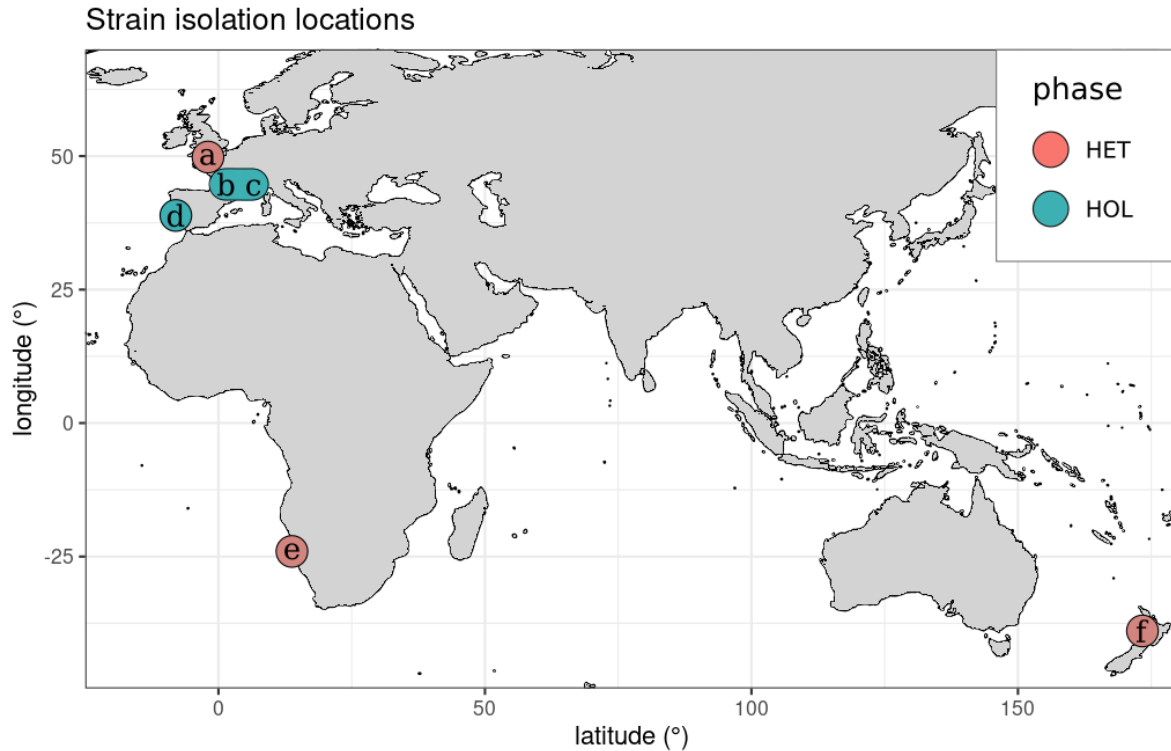 Strain isolation locations
phase
HET
HOL
a
b c
d
e
f
50
25
0
-25
longitude (°)
0
50
100
150
latitude (°)